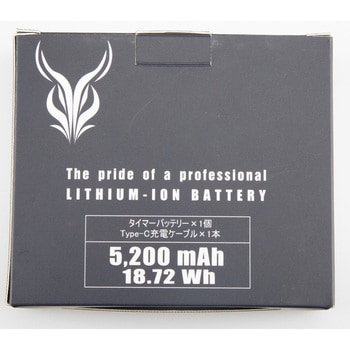 The pride of a professional
LITHIUM-ION BATTERY
タイマーバッテリー×1個
Type-C充電ケーブル×1本
5,200 mAh
18.72 Wh